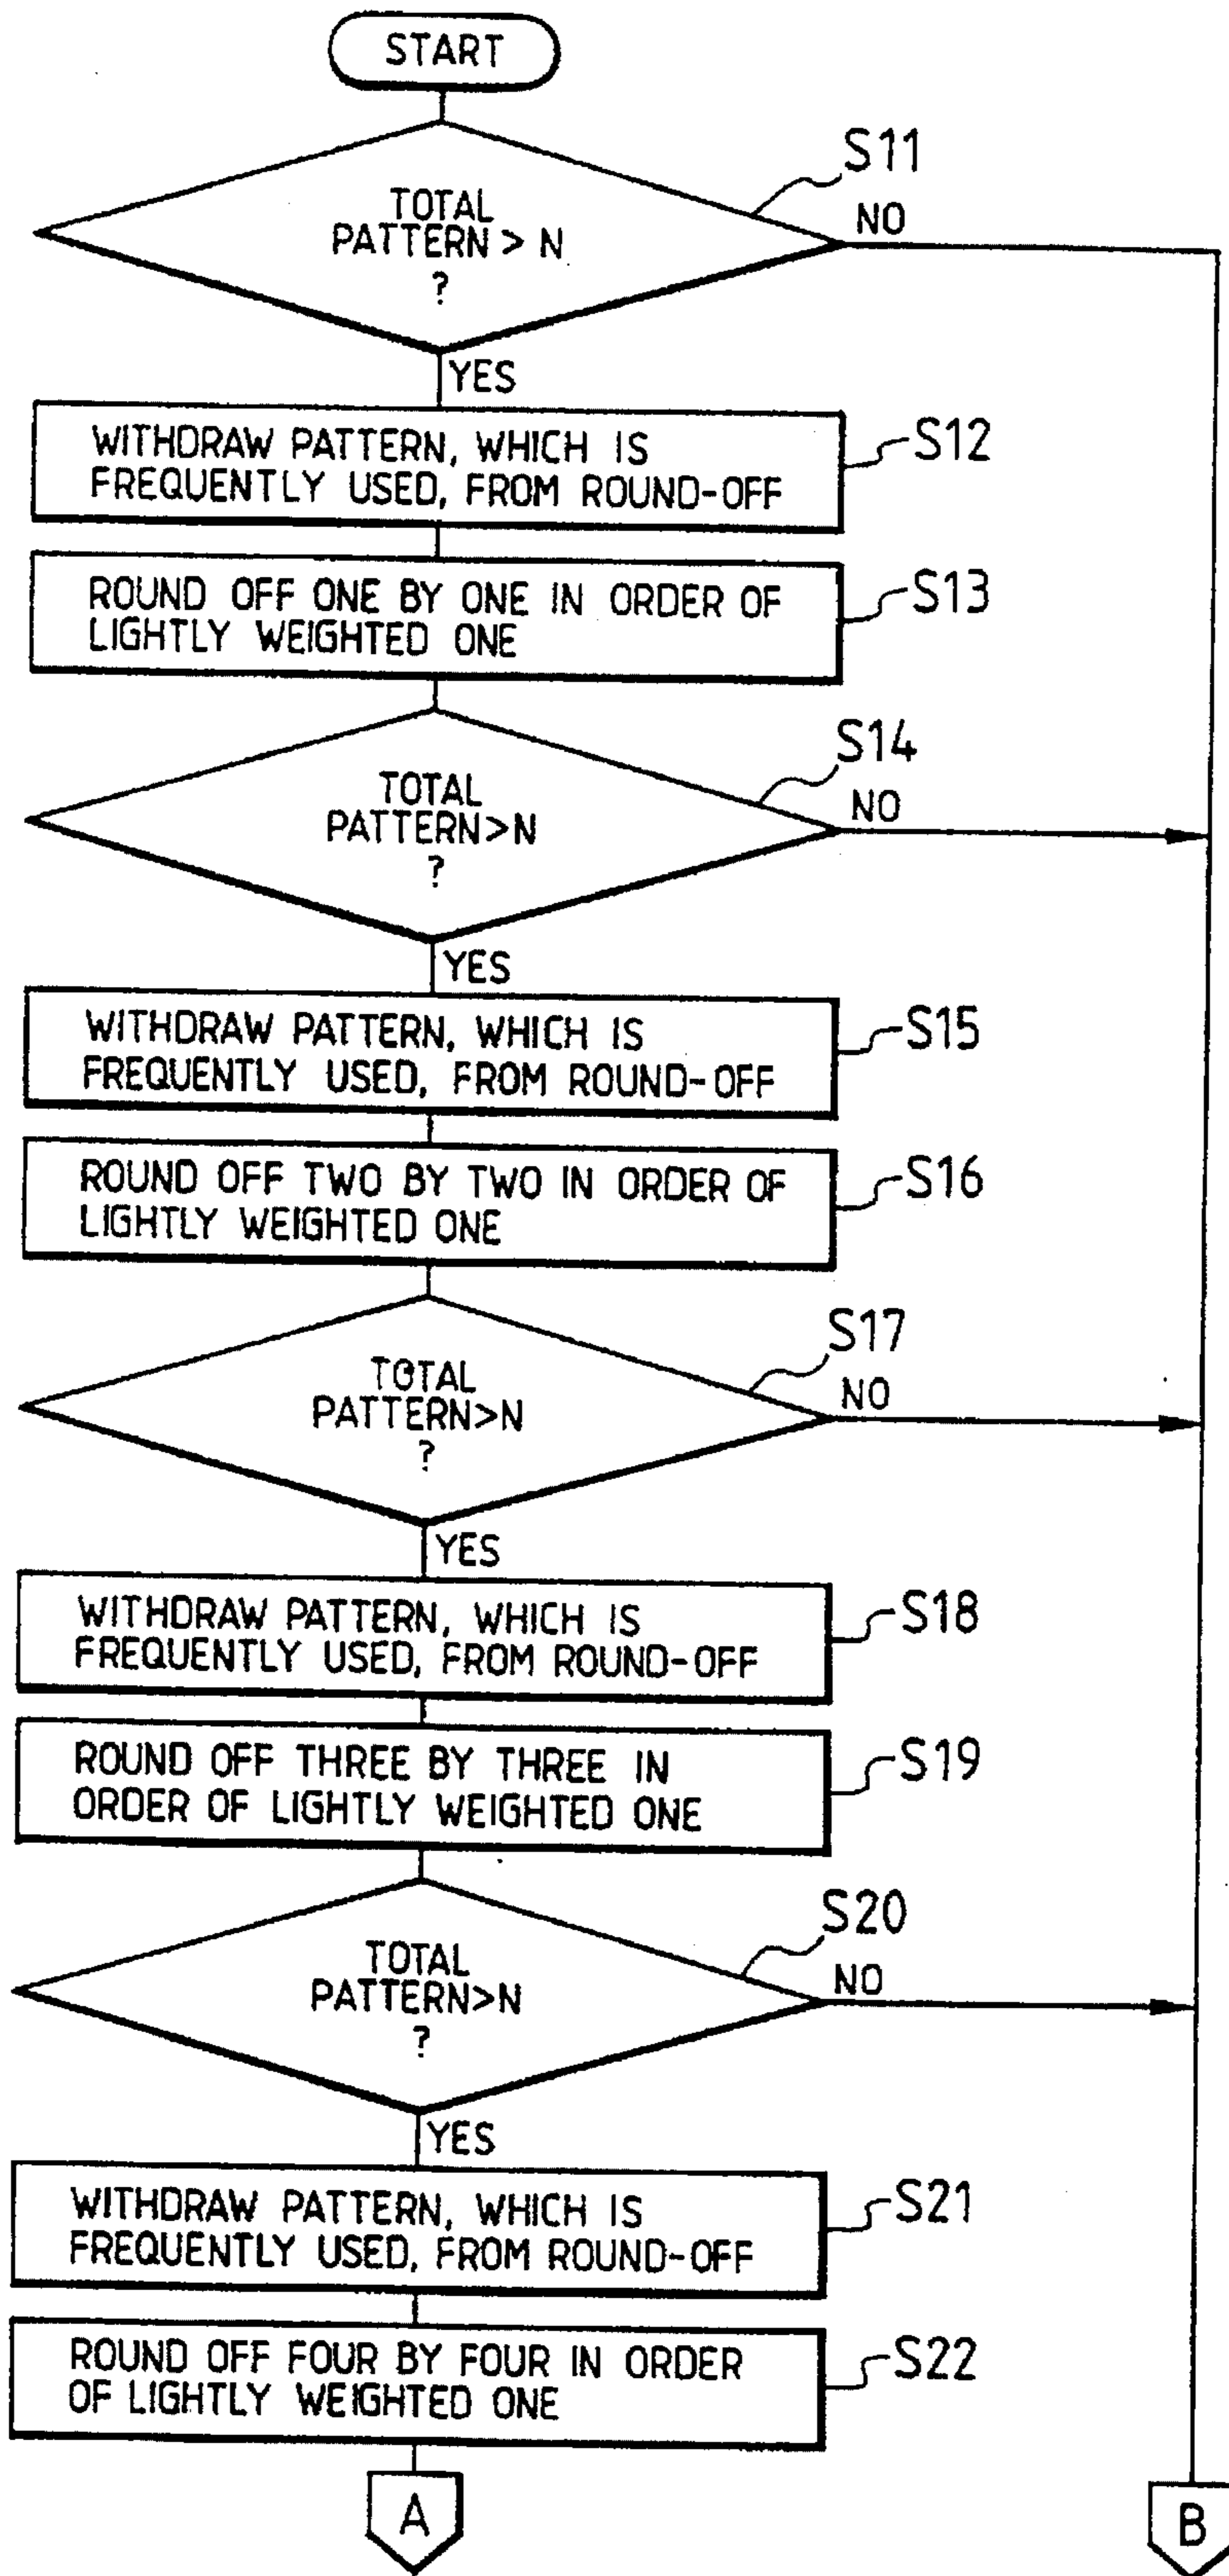 START
S11
TOTAL
PATTERN > N
?
NO
YES
WITHDRAW PATTERN, WHICH IS
FREQUENTLY USED, FROM ROUND-OFF
S12
ROUND OFF ONE BY ONE IN ORDER OF
LIGHTLY WEIGHTED ONE
S13
S14
TOTAL
PATTERN>N
?
NO
YES
WITHDRAW PATTERN, WHICH IS
FREQUENTLY USED, FROM ROUND-OFF
S15
ROUND OFF TWO BY TWO IN ORDER OF
LIGHTLY WEIGHTED ONE
S16
S17
TOTAL
PATTERN>N
?
NO
YES
WITHDRAW PATTERN, WHICH IS
FREQUENTLY USED, FROM ROUND-OFF
S18
ROUND OFF THREE BY THREE IN
ORDER OF LIGHTLY WEIGHTED ONE
S19
S20
TOTAL
PATTERN>N
?
NO
YES
WITHDRAW PATTERN, WHICH IS
FREQUENTLY USED, FROM ROUND-OFF
S21
ROUND OFF FOUR BY FOUR IN ORDER
OF LIGHTLY WEIGHTED ONE
S22
A
B